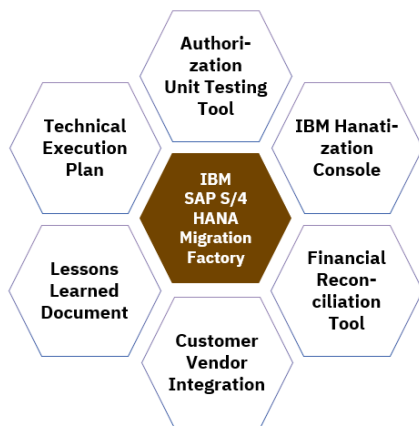 Authori-
zation
Unit Testing
Tool
Technical
Execution
Plan
IBM Hanati-
zation
Console
IBM
SAP S/4
HANA
Migration
Factory
Lessons
Learned
Document
Financial
Recon-
ciliation
Tool
Customer
Vendor
Integration